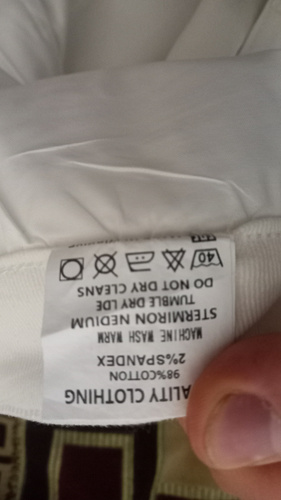 ALITY CLOTHING
98%COTTON
2%SPANDEX
MACHINE WASH WARM
STERMIRON NEDIUM
TUMBLE DRY LDE
DO NOT DRY CLEANS
40